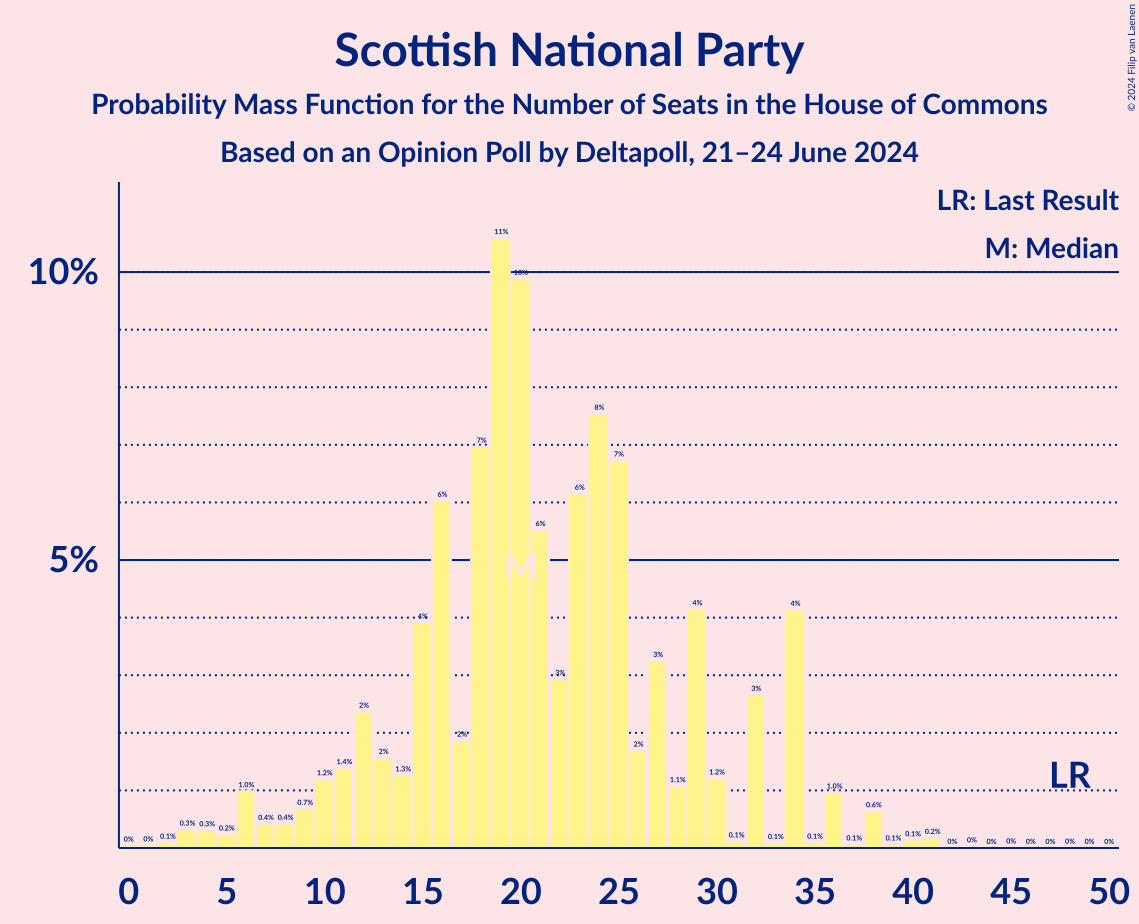 Scottish National Party
Probability Mass Function for the Number of Seats in the House of Commons
Based on an Opinion Poll by Deltapoll, 21–24 June 2024
© 2024 Filip van Laenen
LR: Last Result
M: Median
10%
5%
0% 0% 0.1% 0.3% 0.3% 0.2% 1.0% 0.4% 0.4% 0.7% 1.2% 1.4% 2% 2% 1.3% 4% 6% 2% 7% 11% 10% 6% 3% 6% 8% 7% 2% 3% 1.1% 4% 1.2% 0.1% 3% 0.1% 4% 0.1% 1.0% 0.1% 0.6% 0.1% 0.1% 0.2% 0% 0% 0% 0% 0% 0% 0% 0% 0%
M
LR
0 5 10 15 20 25 30 35 40 45 50